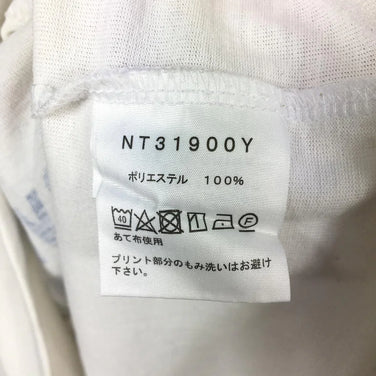 NT31900Y
ポリエステル 100%
40 F
あて布使用
プリント部分のもみ洗いはお避け
下さい。